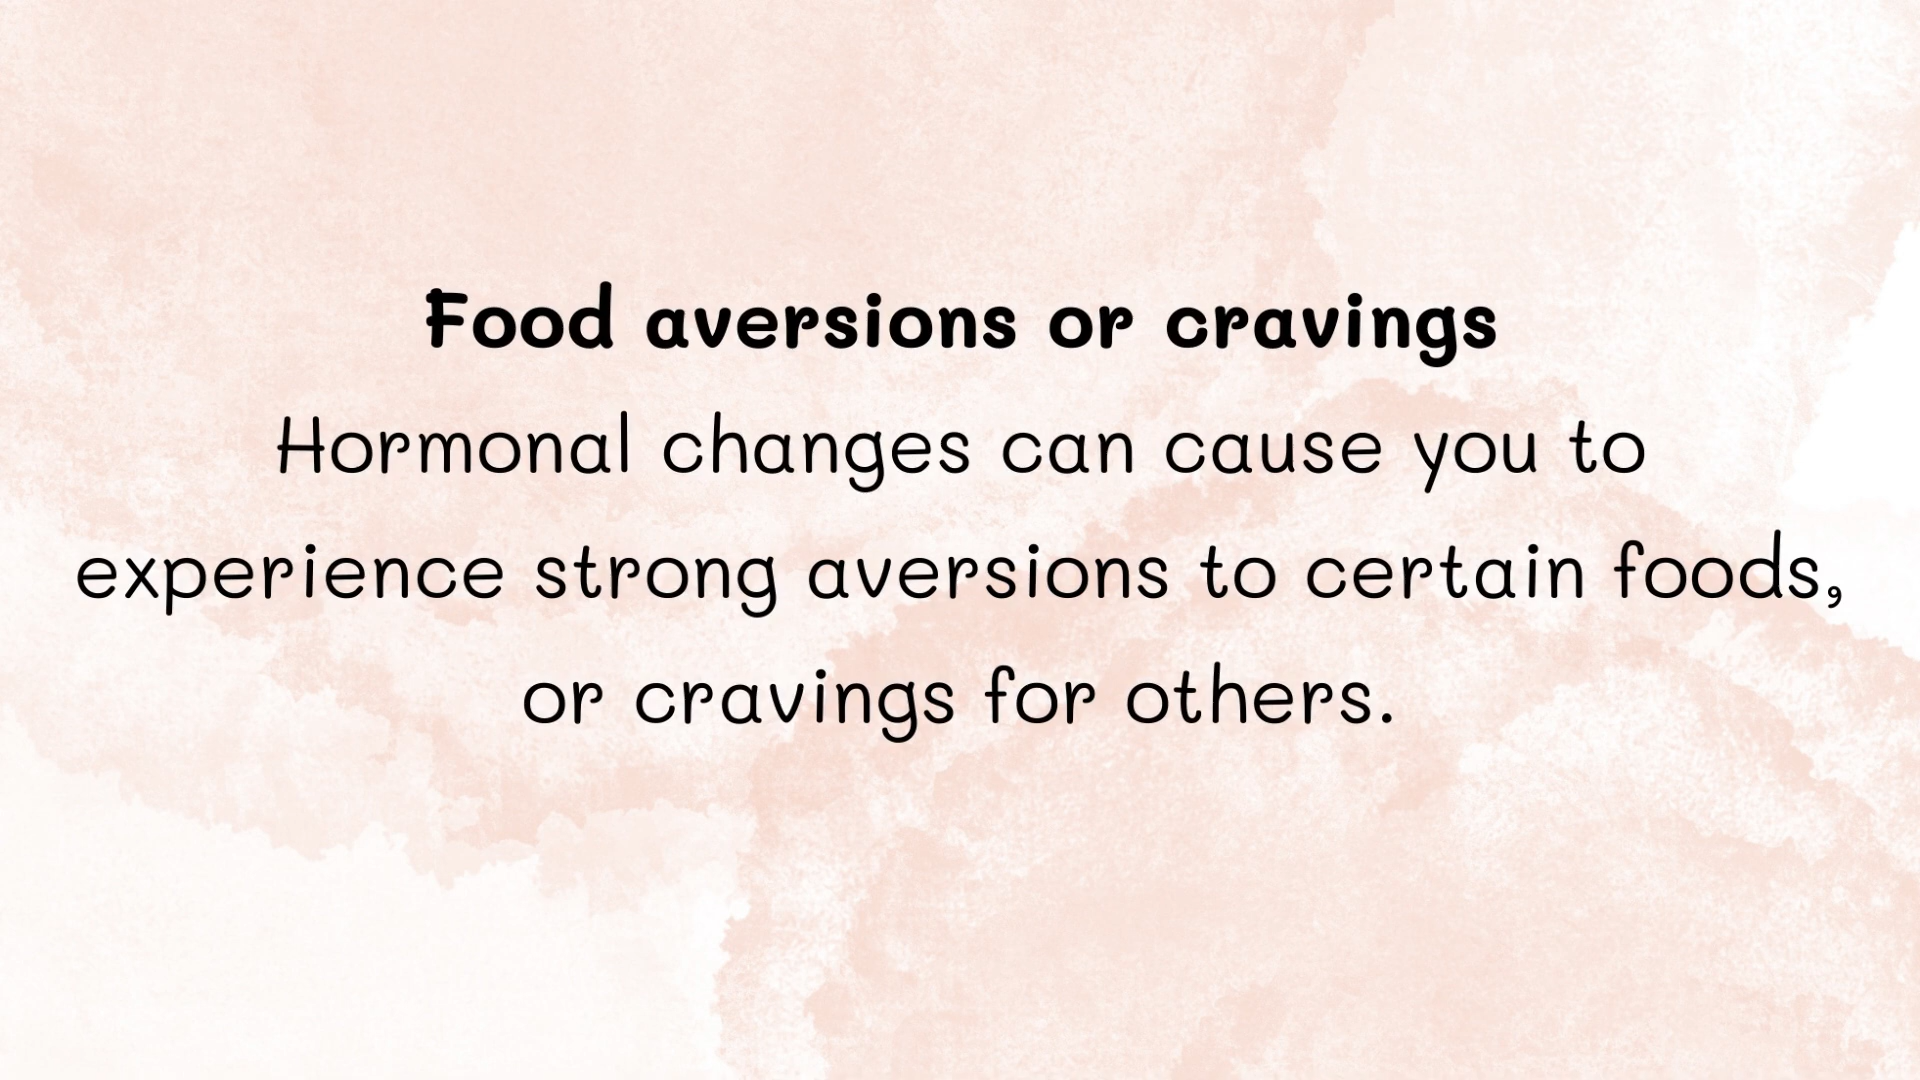 Food aversions or cravings
Hormonal changes can cause you to
experience strong aversions to certain foods,
or cravings for others.